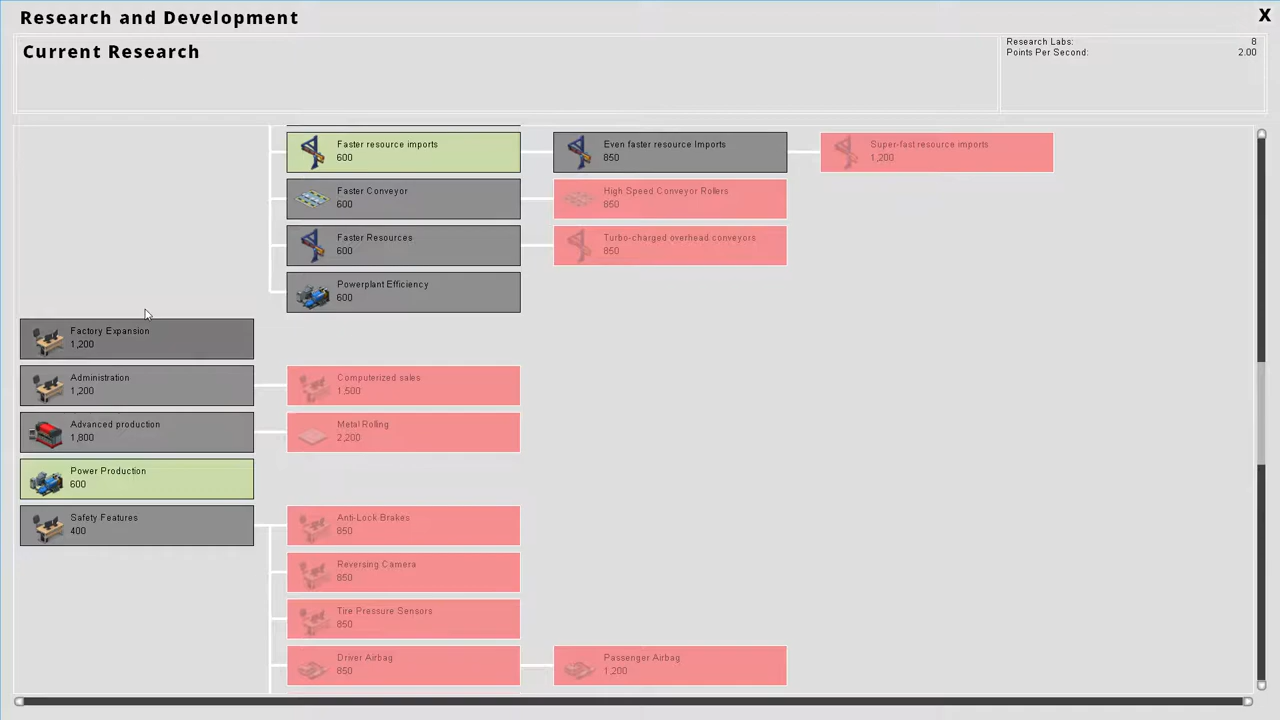 Research and Development
X
Current Research
Research Labs: 8
Points Per Second: 2.00
Faster resource imports
600
Even faster resource Imports
850
Super-fast resource imports
1,200
Faster Conveyor
600
High Speed Conveyor Rollers
850
Faster Resources
600
Turbo-charged overhead conveyors
850
Powerplant Efficiency
600
Factory Expansion
1,200
Administration
1,200
Computerized sales
1,500
Advanced production
1,800
Metal Rolling
2,200
Power Production
600
Safety Features
400
Anti-Lock Brakes
850
Reversing Camera
850
Tire Pressure Sensors
850
Driver Airbag
850
Passenger Airbag
1,200